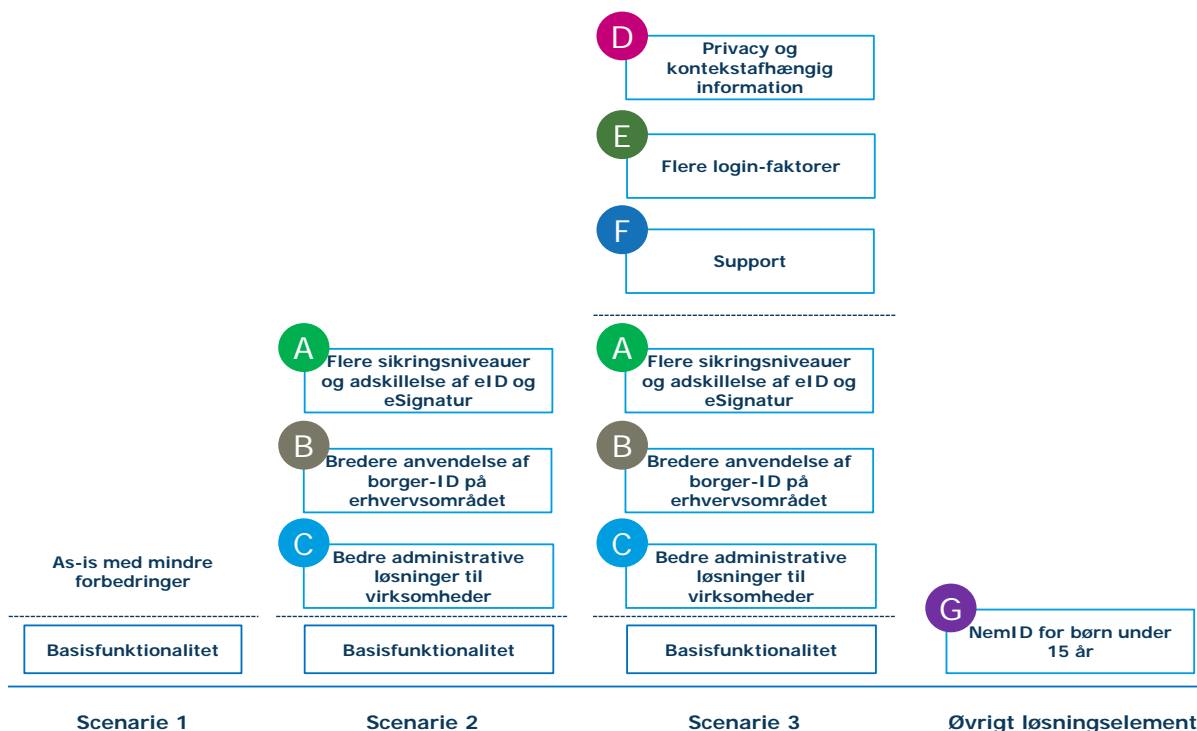 D
Privacy og
kontekstafhængig
information
E
Flere login-faktorer
F
Support
A
Flere sikringsniveauer
og adskillelse af eID og
eSignatur
A
Flere sikringsniveauer
og adskillelse af eID og
eSignatur
B
Bredere anvendelse af
borger-ID på
erhvervsområdet
B
Bredere anvendelse af
borger-ID på
erhvervsområdet
As-is med mindre
forbedringer
C
Bedre administrative
løsninger til
virksomheder
C
Bedre administrative
løsninger til
virksomheder
Basisfunktionalitet
Basisfunktionalitet
Basisfunktionalitet
G
NemID for børn under
15 år
Scenarie 1
Scenarie 2
Scenarie 3
Øvrigt løsningselement